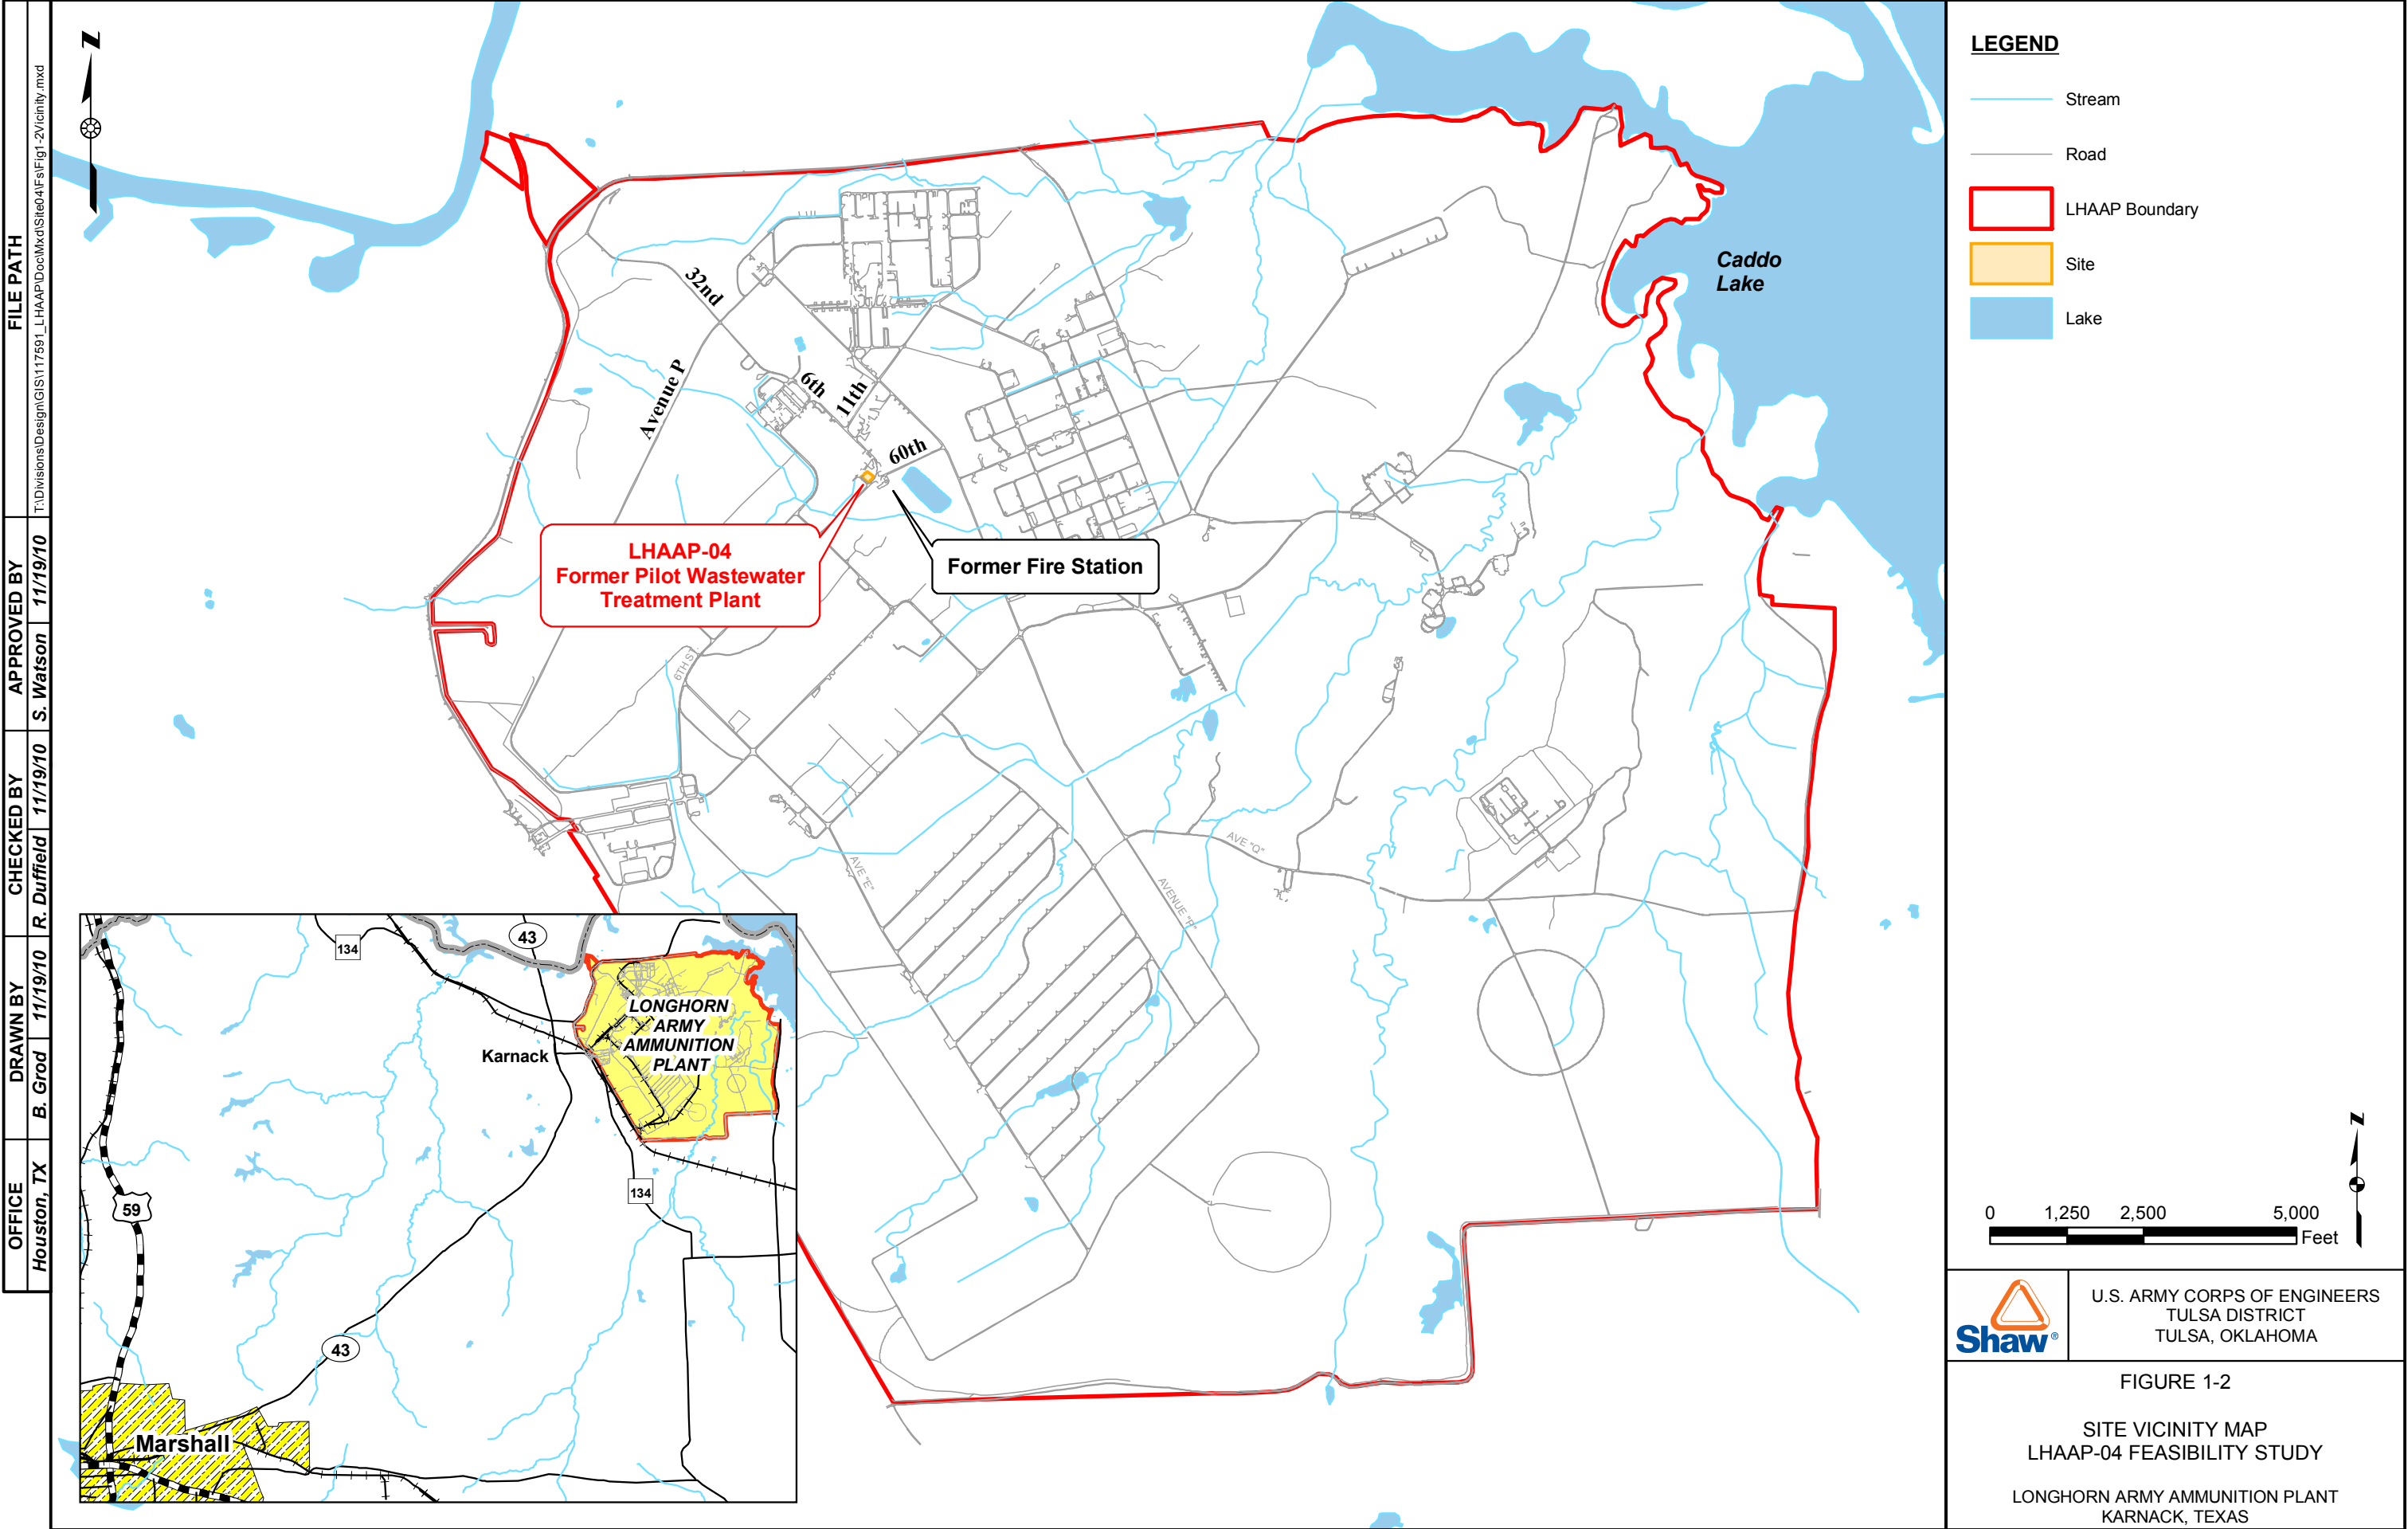 FILE PATH
T:\Divisions\Design\GIS\117591_LHAAP\Doc\Mxd\Site04\Fs\Fig1-2Vicinity.mxd
APPROVED BY
S. Watson 11/19/10
CHECKED BY
R. Duffield 11/19/10
DRAWN BY
B. Grod 11/19/10
OFFICE
Houston, TX
N
32nd
Avenue P
6th
11th
60th
LHAAP-04
Former Pilot Wastewater
Treatment Plant
Former Fire Station
Caddo
Lake
6TH ST
AVE "E"
AVENUE "P"
AVE "Q"
134
43
LONGHORN
ARMY
AMMUNITION
PLANT
Karnack
134
59
43
Marshall
LEGEND
Stream
Road
LHAAP Boundary
Site
Lake
N
0 1,250 2,500 5,000
Feet
Shaw®
U.S. ARMY CORPS OF ENGINEERS
TULSA DISTRICT
TULSA, OKLAHOMA
FIGURE 1-2
SITE VICINITY MAP
LHAAP-04 FEASIBILITY STUDY
LONGHORN ARMY AMMUNITION PLANT
KARNACK, TEXAS